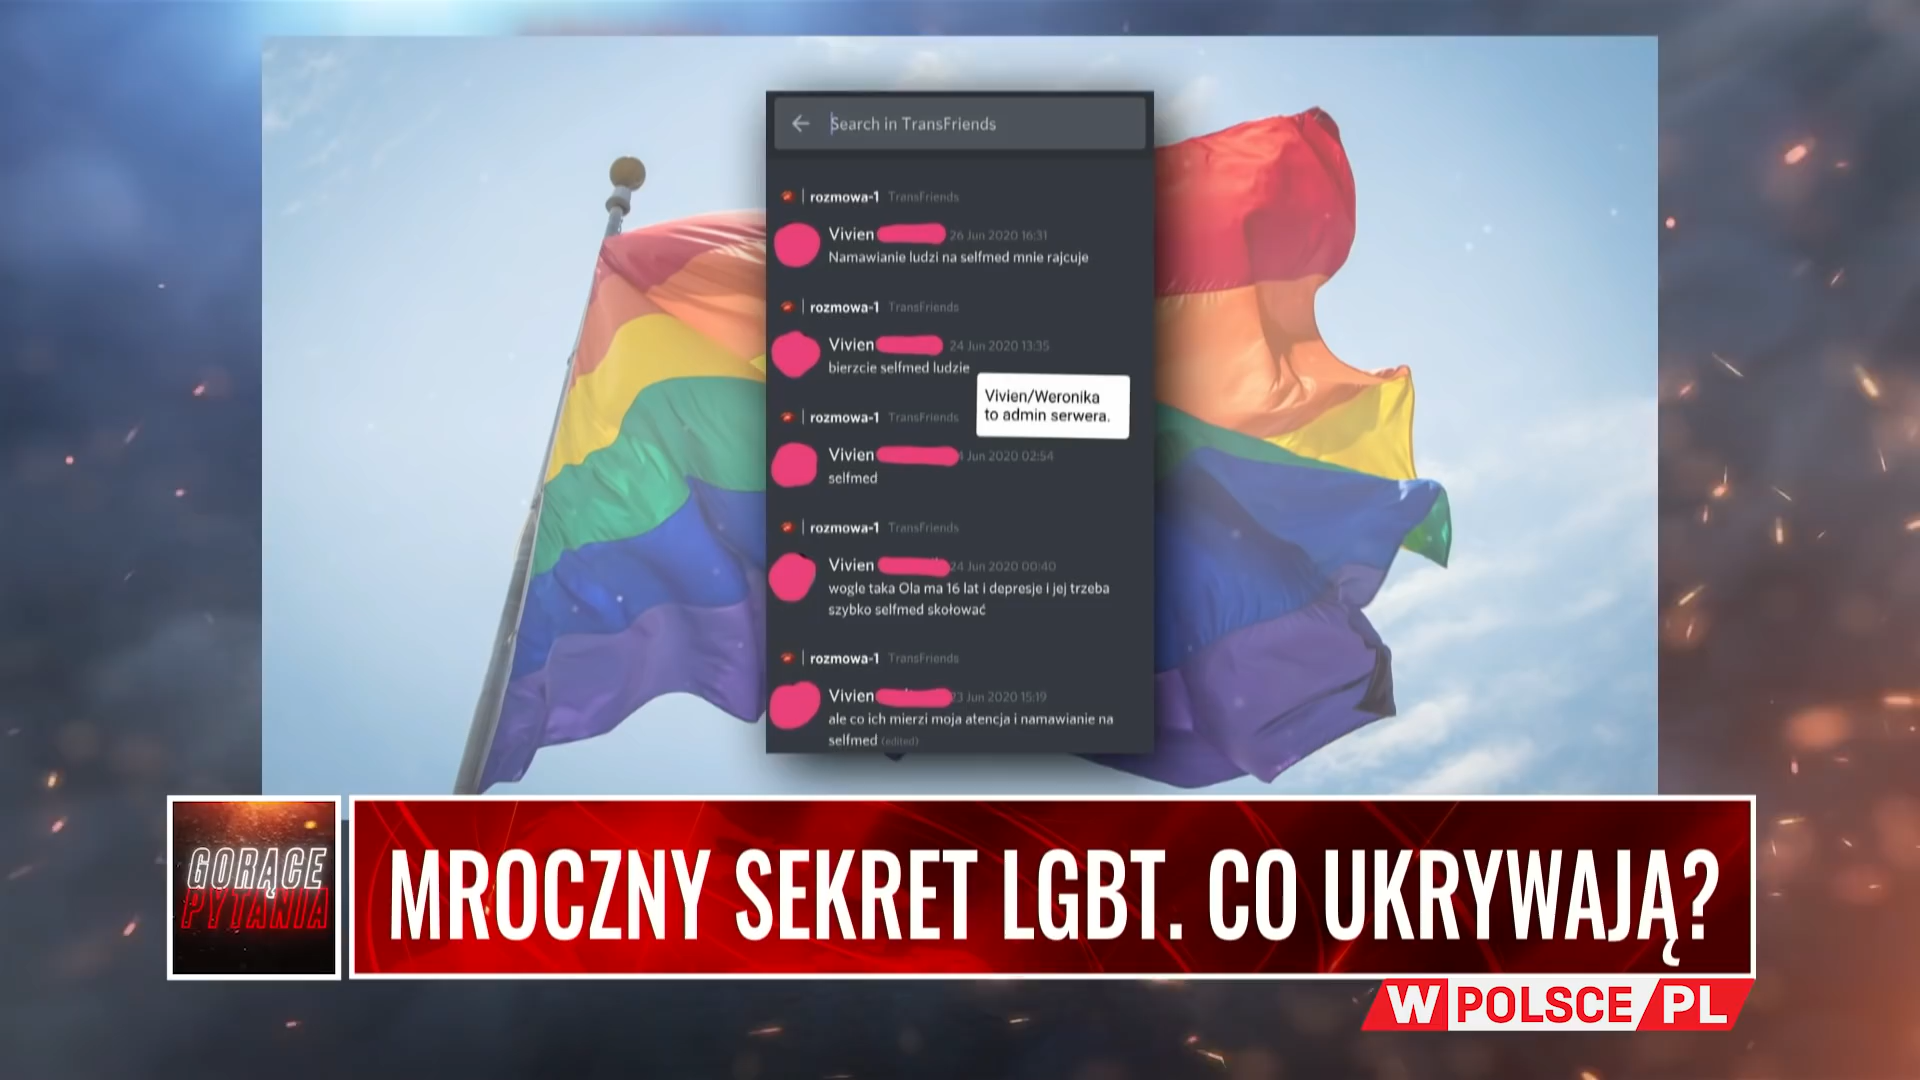 Search in TransFriends
rozmowa-1 TransFriends
Vivien 26 Jun 2020 16:31
Namawianie ludzi na selfmed mnie rajcuje
rozmowa-1 TransFriends
Vivien 24 Jun 2020 13:35
bierzcie selfmed ludzie
Vivien/Weronika
to admin serwera.
rozmowa-1 TransFriends
Vivien Jun 2020 02:54
selfmed
rozmowa-1 TransFriends
Vivien 24 Jun 2020 00:40
wogle taka Ola ma 16 lat i depresje i jej trzeba
szybko selfmed skołować
rozmowa-1 TransFriends
Vivien 23 Jun 2020 15:19
ale co ich mierzi moja atencja i namawianie na
selfmed (edited)
GORĄCE
PYTANIA
MROCZNY SEKRET LGBT. CO UKRYWAJĄ?
WPOLSCE/PL